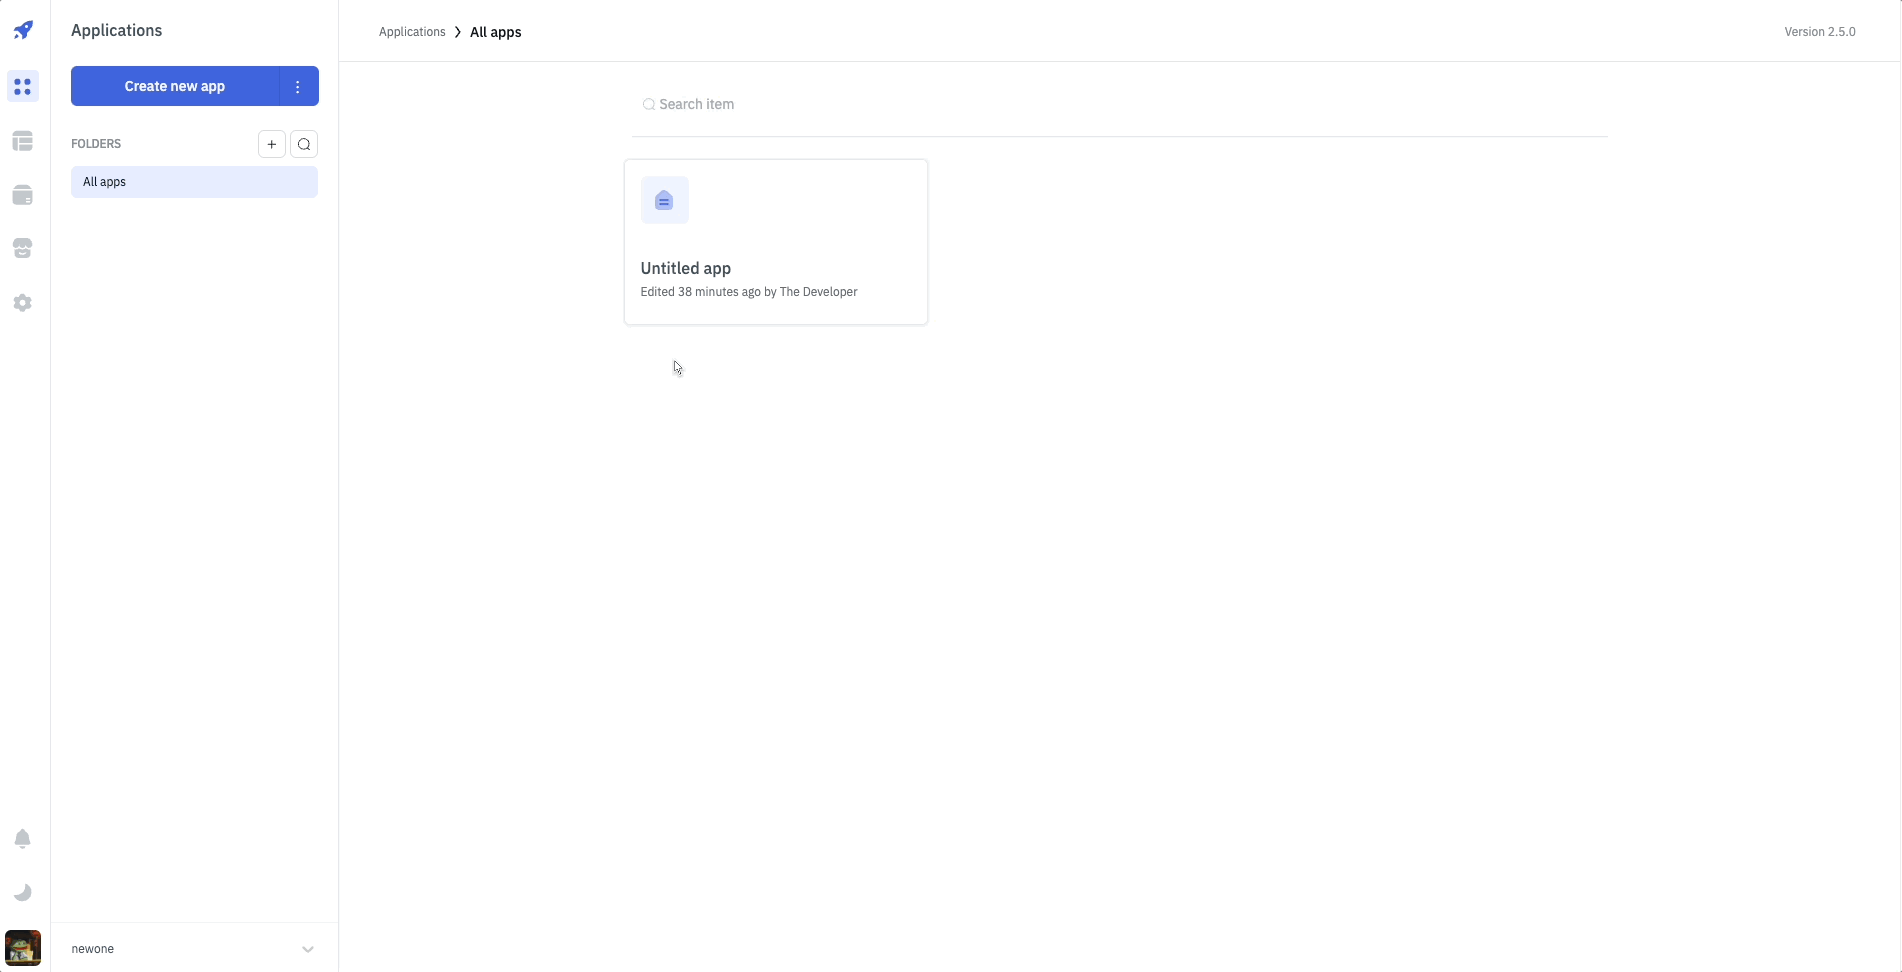 Applications
Create new app
FOLDERS
All apps
newone
Applications All apps
Version 2.5.0
Search item
Untitled app
Edited 38 minutes ago by The Developer